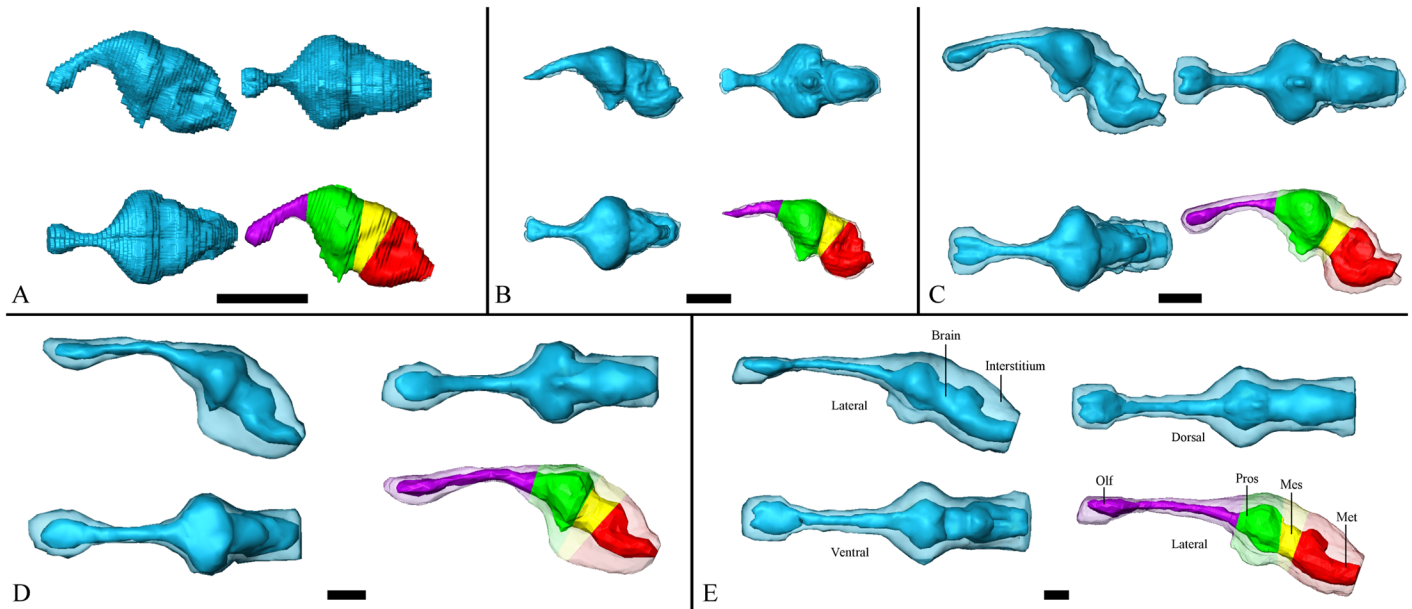 A
B
C
D
E
Brain
Interstitium
Lateral
Dorsal
Olf
Pros
Mes
Met
Ventral
Lateral